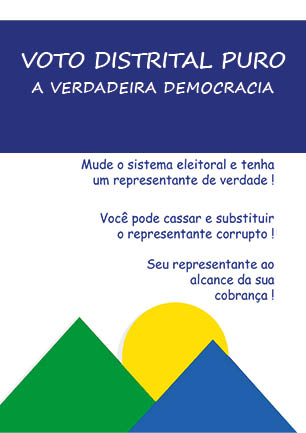 VOTO DISTRITAL PURO
A VERDADEIRA DEMOCRACIA
Mude o sistema eleitoral e tenha
um representante de verdade !
Você pode cassar e substituir
o representante corrupto !
Seu representante ao
alcance da sua
cobrança !